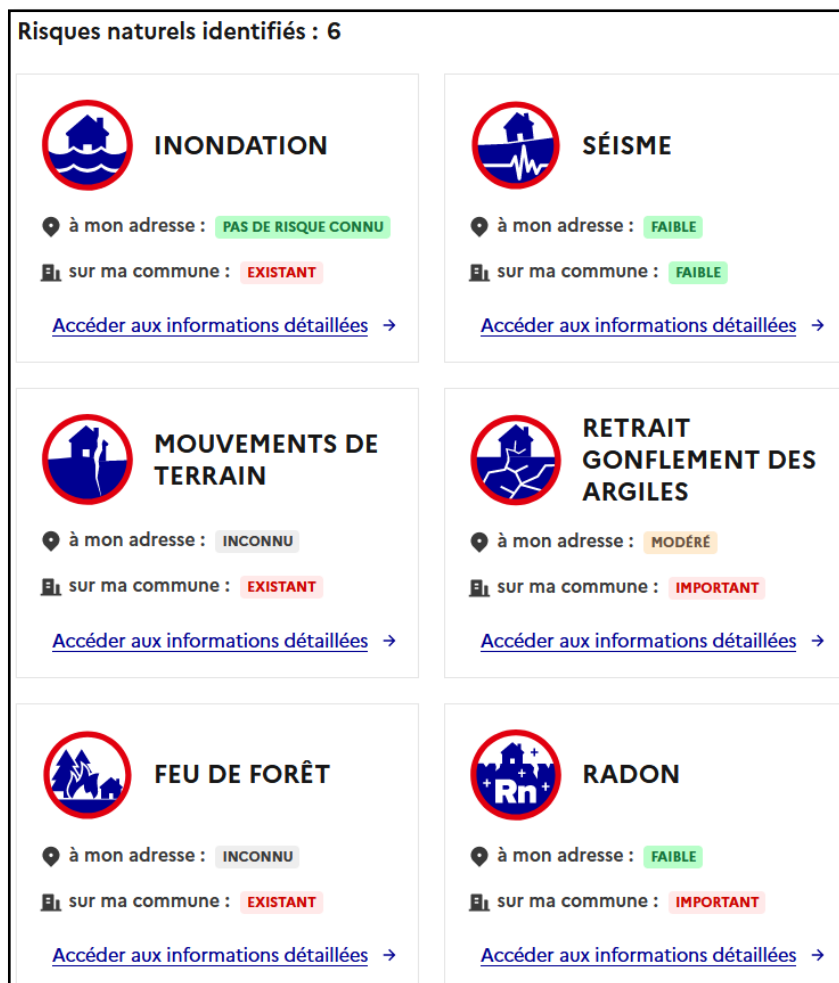 Risques naturels identifiés : 6
INONDATION
à mon adresse : PAS DE RISQUE CONNU
sur ma commune : EXISTANT
Accéder aux informations détaillées →
SÉISME
à mon adresse : FAIBLE
sur ma commune : FAIBLE
Accéder aux informations détaillées →
MOUVEMENTS DE
TERRAIN
à mon adresse : INCONNU
sur ma commune : EXISTANT
Accéder aux informations détaillées →
RETRAIT
GONFLEMENT DES
ARGILES
à mon adresse : MODÉRÉ
sur ma commune : IMPORTANT
Accéder aux informations détaillées →
FEU DE FORÊT
à mon adresse : INCONNU
sur ma commune : EXISTANT
Accéder aux informations détaillées →
Rn
RADON
à mon adresse : FAIBLE
sur ma commune : IMPORTANT
Accéder aux informations détaillées →